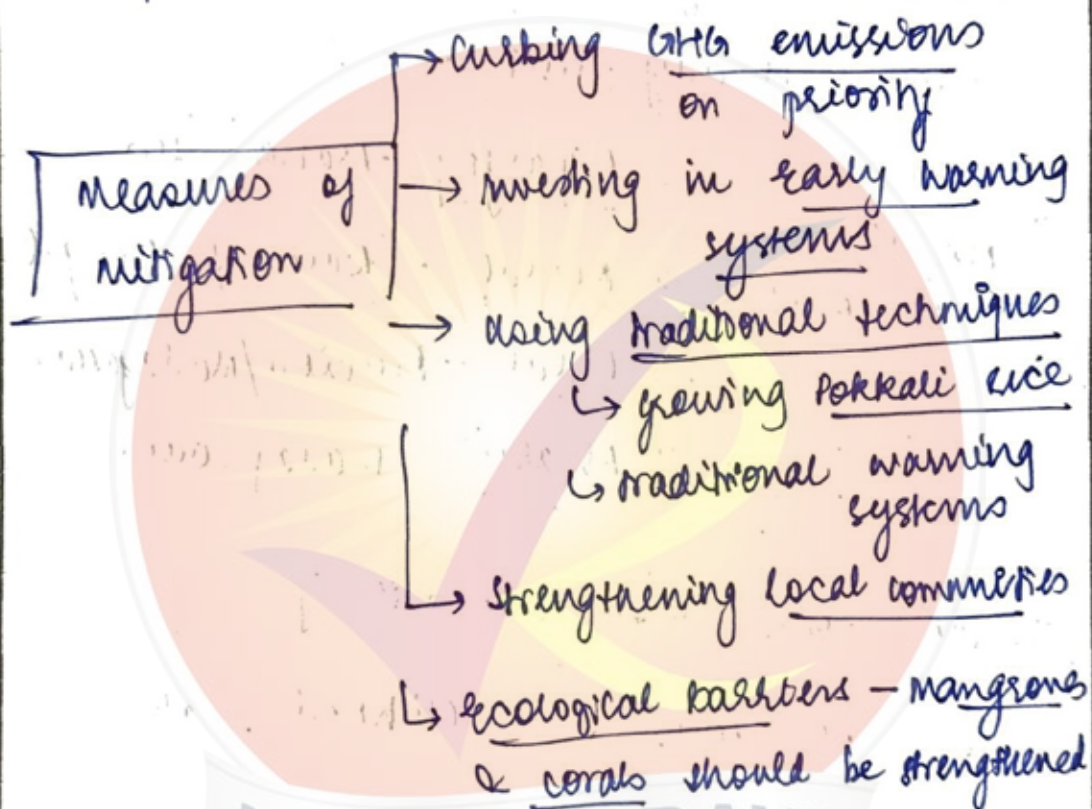 → Curbing GHG emissions
on priority
Measures of
mitigation
→ Investing in early warning
systems
→ Using traditional techniques
↳ growing Pokkali rice
↳ traditional warning
systems
→ Strengthening local communities
↳ Ecological barriers – mangroves
& corals should be strengthened